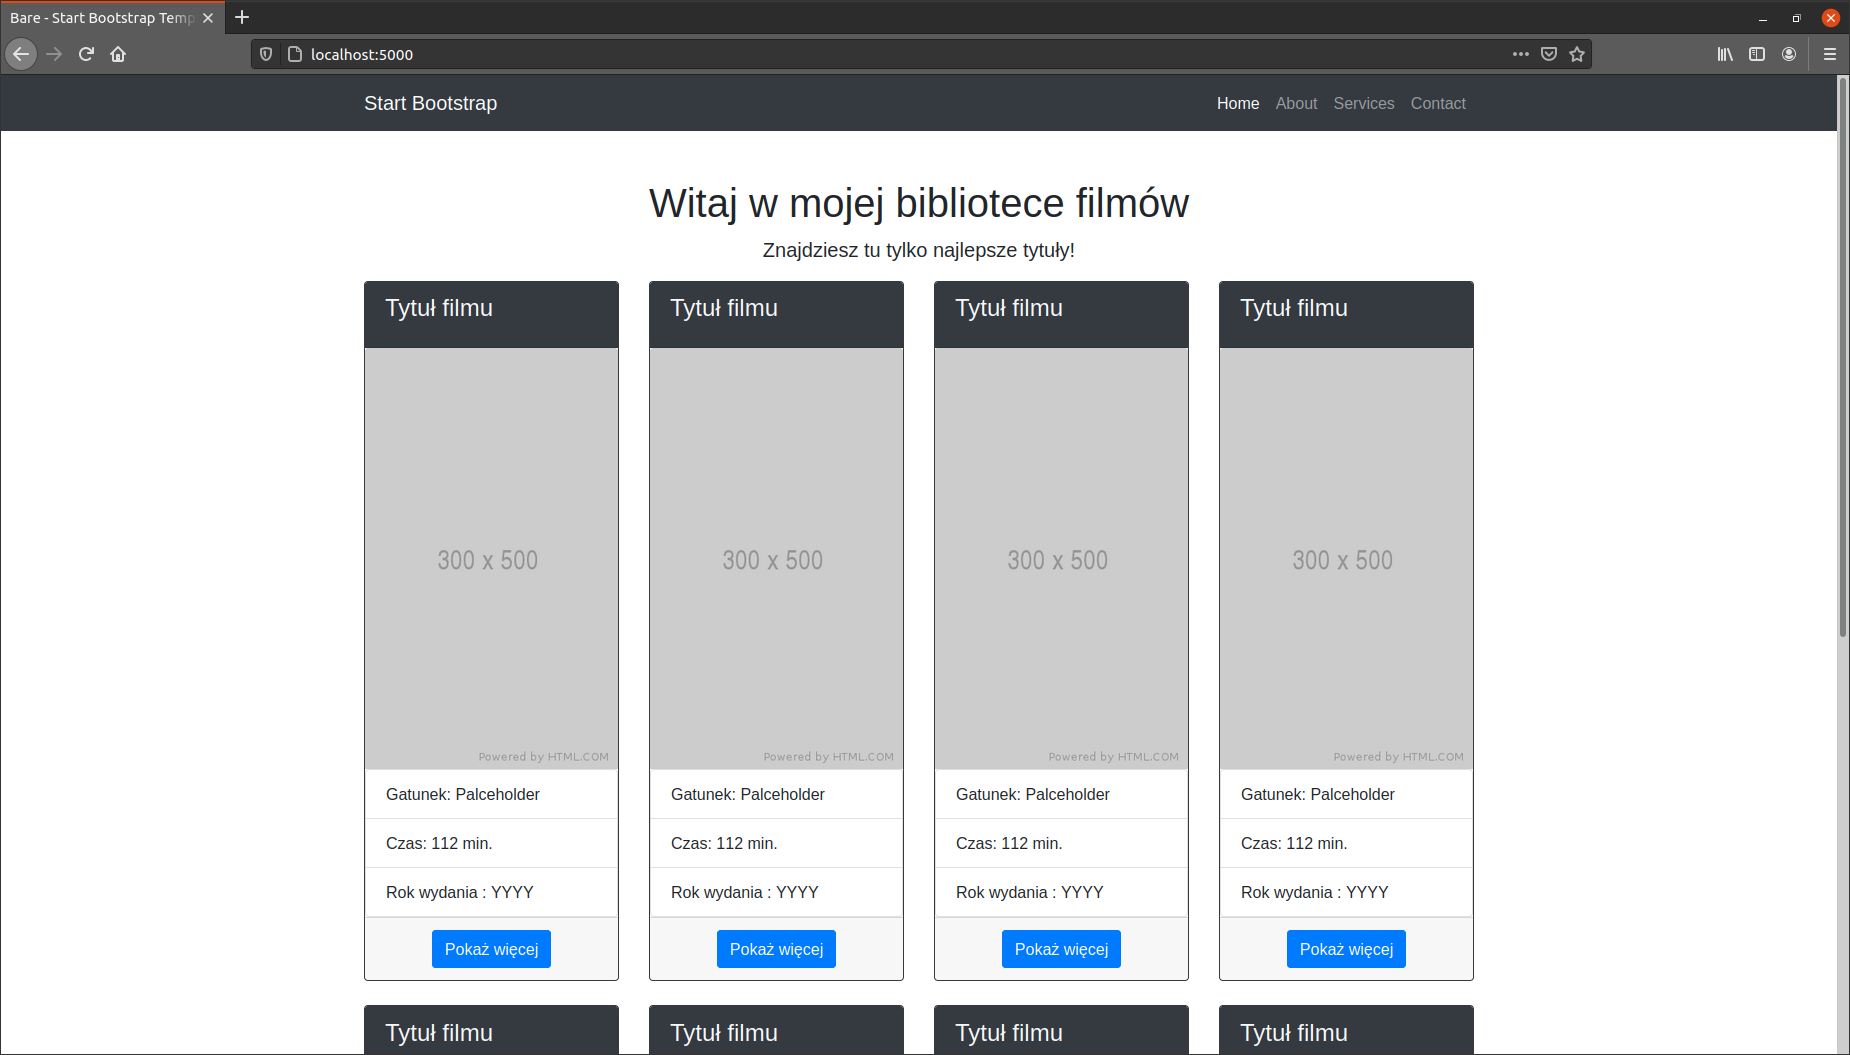 Bare - Start Bootstrap Temp
localhost:5000
Start Bootstrap
Home About Services Contact
Witaj w mojej bibliotece filmów
Znajdziesz tu tylko najlepsze tytuły!
Tytuł filmu Tytuł filmu Tytuł filmu Tytuł filmu
300 x 500 300 x 500 300 x 500 300 x 500
Powered by HTML.COM Powered by HTML.COM Powered by HTML.COM Powered by HTML.COM
Gatunek: Palceholder Gatunek: Palceholder Gatunek: Palceholder Gatunek: Palceholder
Czas: 112 min. Czas: 112 min. Czas: 112 min. Czas: 112 min.
Rok wydania : YYYY Rok wydania : YYYY Rok wydania : YYYY Rok wydania : YYYY
Pokaż więcej Pokaż więcej Pokaż więcej Pokaż więcej
Tytuł filmu Tytuł filmu Tytuł filmu Tytuł filmu